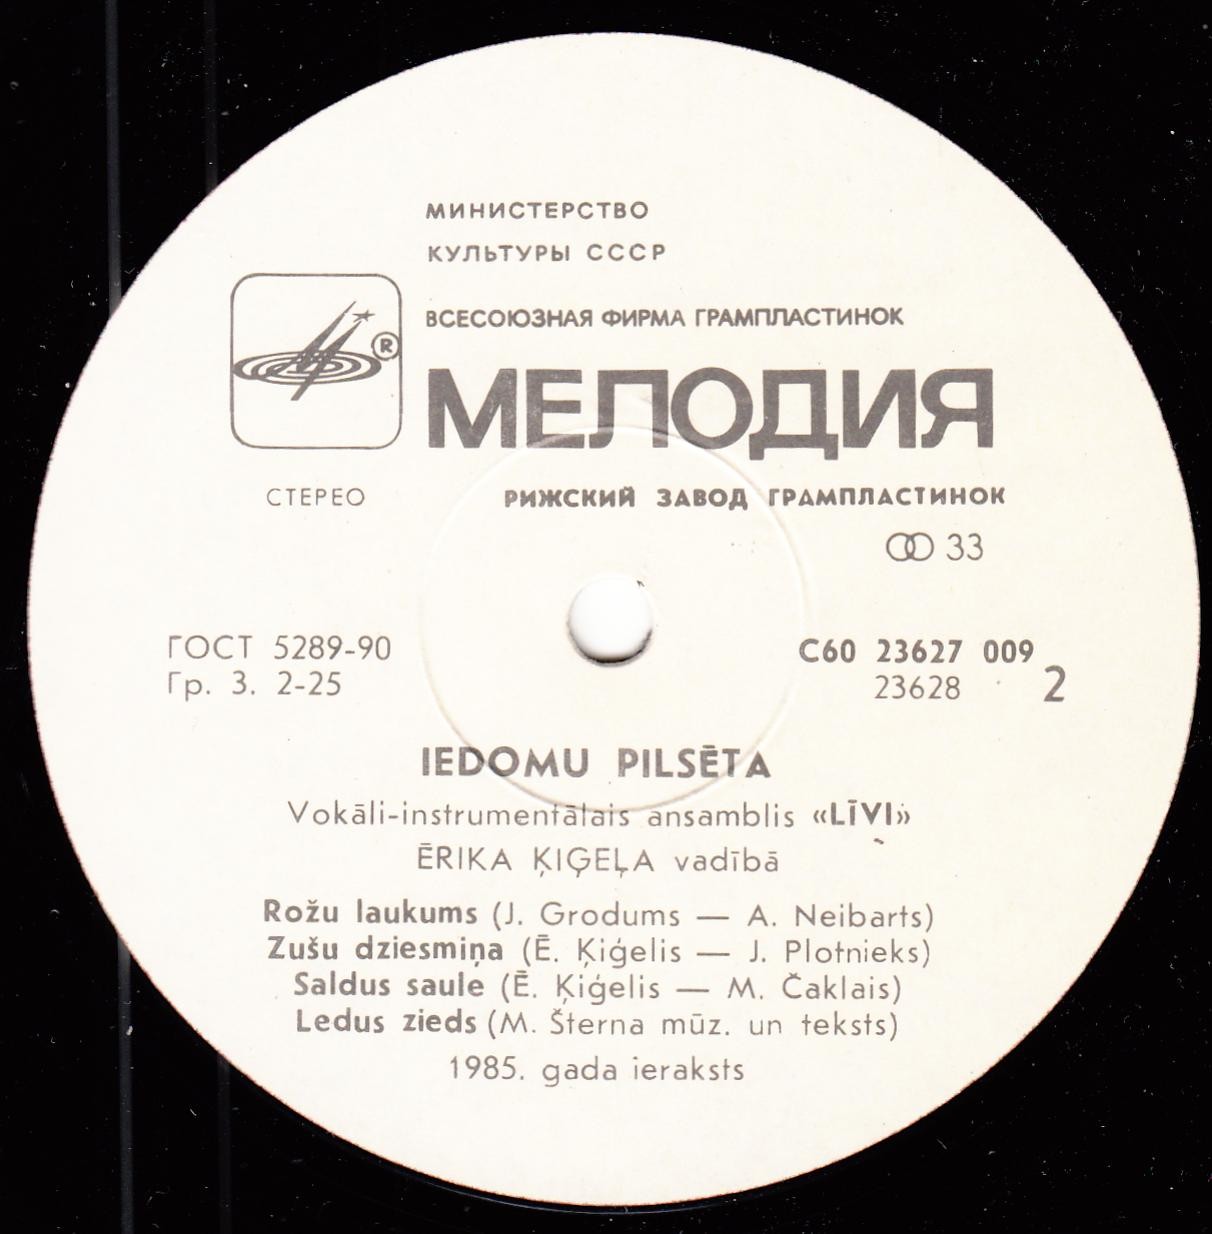 МИНИСТЕРСТВО
КУЛЬТУРЫ СССР
ВСЕСОЮЗНАЯ ФИРМА ГРАМПЛАСТИНОК
®
МЕЛОДИЯ
СТЕРЕО
РИЖСКИЙ ЗАВОД ГРАМПЛАСТИНОК
33
ГОСТ 5289-90
Гр. 3. 2-25
С60 23627 009
23628 2
IEDOMU PILSĒTA
Vokāli-instrumentālais ansamblis «LĪVI»
ĒRIKA ĶIĢEĻA vadībā
Rožu laukums (J. Grodums — A. Neibarts)
Zušu dziesmiņa (Ē. Ķiģelis — J. Plotnieks)
Saldus saule (Ē. Ķiģelis — M. Čaklais)
Ledus zieds (M. Šterna mūz. un teksts)
1985. gada ieraksts